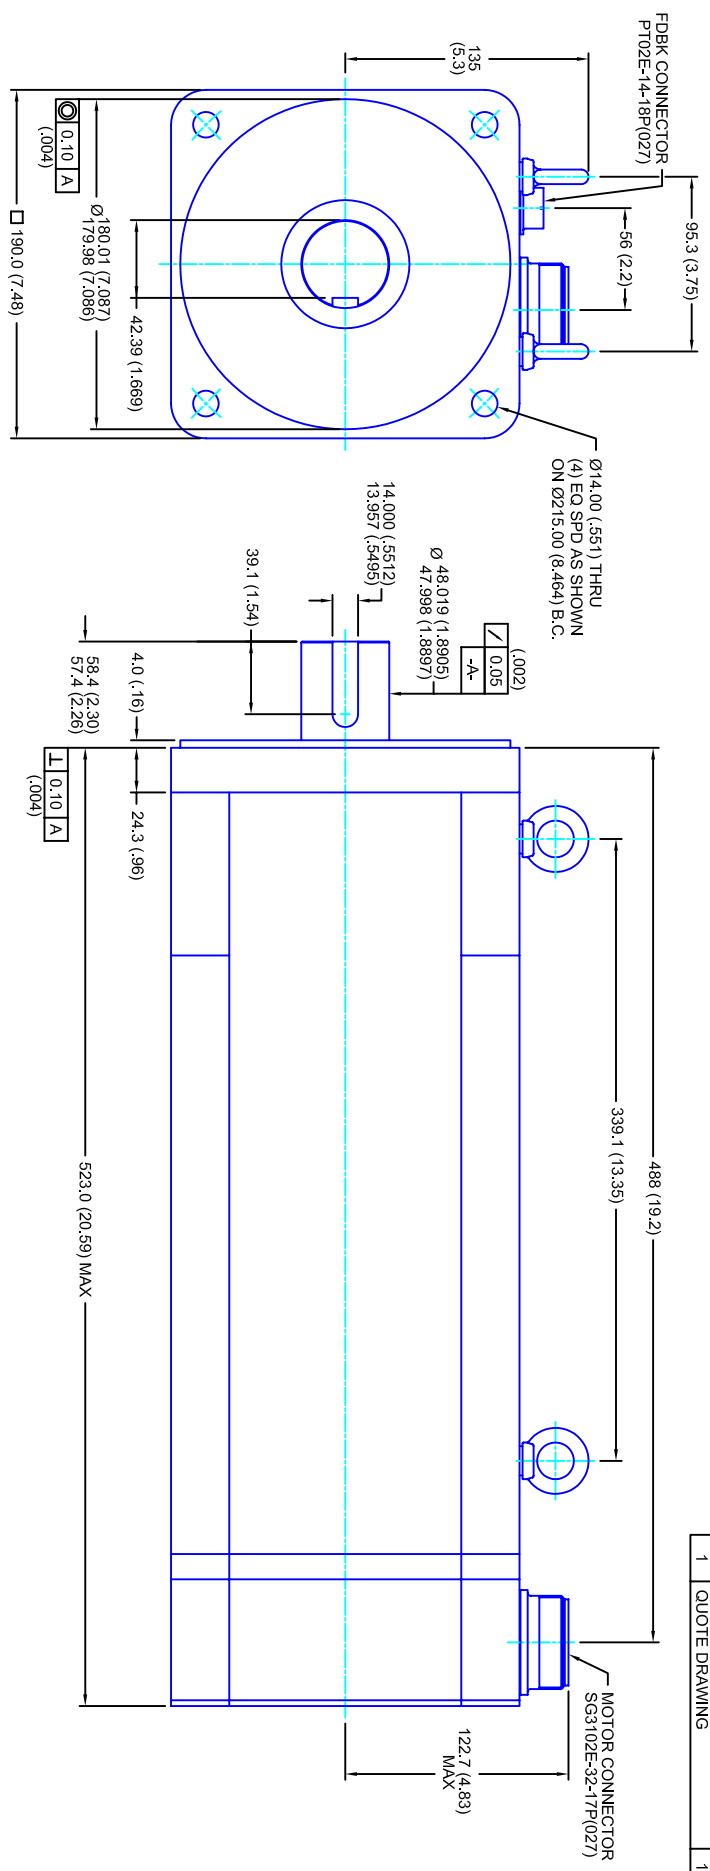 1 QUOTE DRAWING 1
FDBK CONNECTOR
PT02E-14-18P(027)
95.3 (3.75)
56 (2.2)
135
(5.3)
Ø14.00 (.551) THRU
(4) EQ SPD AS SHOWN
ON Ø215.00 (8.464) B.C.
42.39 (1.669)
Ø180.01 (7.087)
179.98 (7.086)
0.10 A
(.004)
□ 190.0 (7.48)
488 (19.2)
339.1 (13.35)
MOTOR CONNECTOR
SG3102E-32-17P(027)
122.7 (4.83)
MAX
(.002)
0.05
-A-
Ø 48.019 (1.8905)
47.998 (1.8897)
14.000 (.5512)
13.957 (.5495)
39.1 (1.54)
4.0 (.16)
24.3 (.96)
58.4 (2.30)
57.4 (2.26)
523.0 (20.59) MAX
⊥ 0.10 A
(.004)